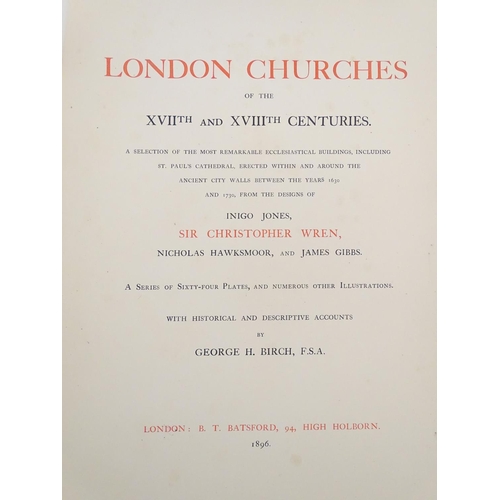 LONDON CHURCHES
OF THE
XVIITH AND XVIIITH CENTURIES.
A SELECTION OF THE MOST REMARKABLE ECCLESIASTICAL BUILDINGS, INCLUDING
ST. PAUL'S CATHEDRAL, ERECTED WITHIN AND AROUND THE
ANCIENT CITY WALLS BETWEEN THE YEARS 1630
AND 1730, FROM THE DESIGNS OF
INIGO JONES,
SIR CHRISTOPHER WREN,
NICHOLAS HAWKSMOOR, AND JAMES GIBBS.
A SERIES OF SIXTY-FOUR PLATES, AND NUMEROUS OTHER ILLUSTRATIONS.
WITH HISTORICAL AND DESCRIPTIVE ACCOUNTS
BY
GEORGE H. BIRCH, F.S.A.
LONDON: B. T. BATSFORD, 94, HIGH HOLBORN.
1896.